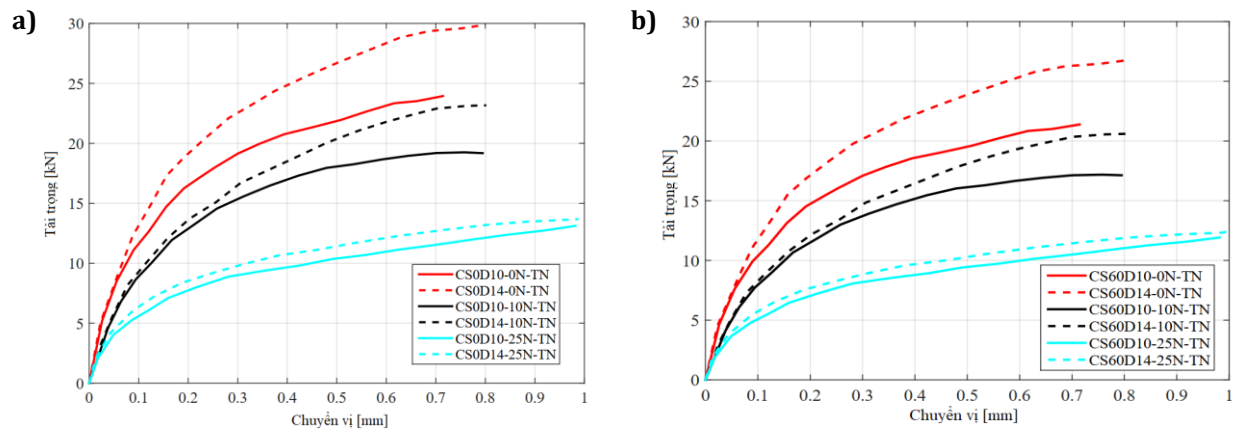 a)
30
25
20
15
10
5
0
Tải trọng [kN]
0 0.1 0.2 0.3 0.4 0.5 0.6 0.7 0.8 0.9 1
Chuyển vị [mm]
CS0D10-0N-TN
CS0D14-0N-TN
CS0D10-10N-TN
CS0D14-10N-TN
CS0D10-25N-TN
CS0D14-25N-TN
b)
30
25
20
15
10
5
0
Tải trọng [kN]
0 0.1 0.2 0.3 0.4 0.5 0.6 0.7 0.8 0.9 1
Chuyển vị [mm]
CS60D10-0N-TN
CS60D14-0N-TN
CS60D10-10N-TN
CS60D14-10N-TN
CS60D10-25N-TN
CS60D14-25N-TN